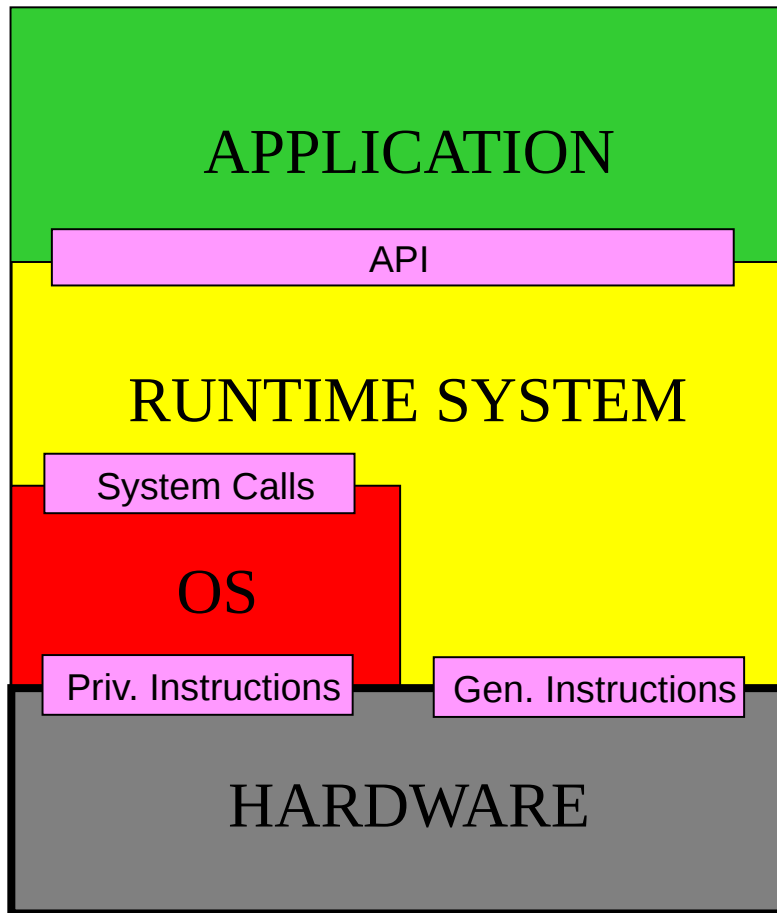 APPLICATION
API
RUNTIME SYSTEM
System Calls
OS
Priv. Instructions
Gen. Instructions
HARDWARE